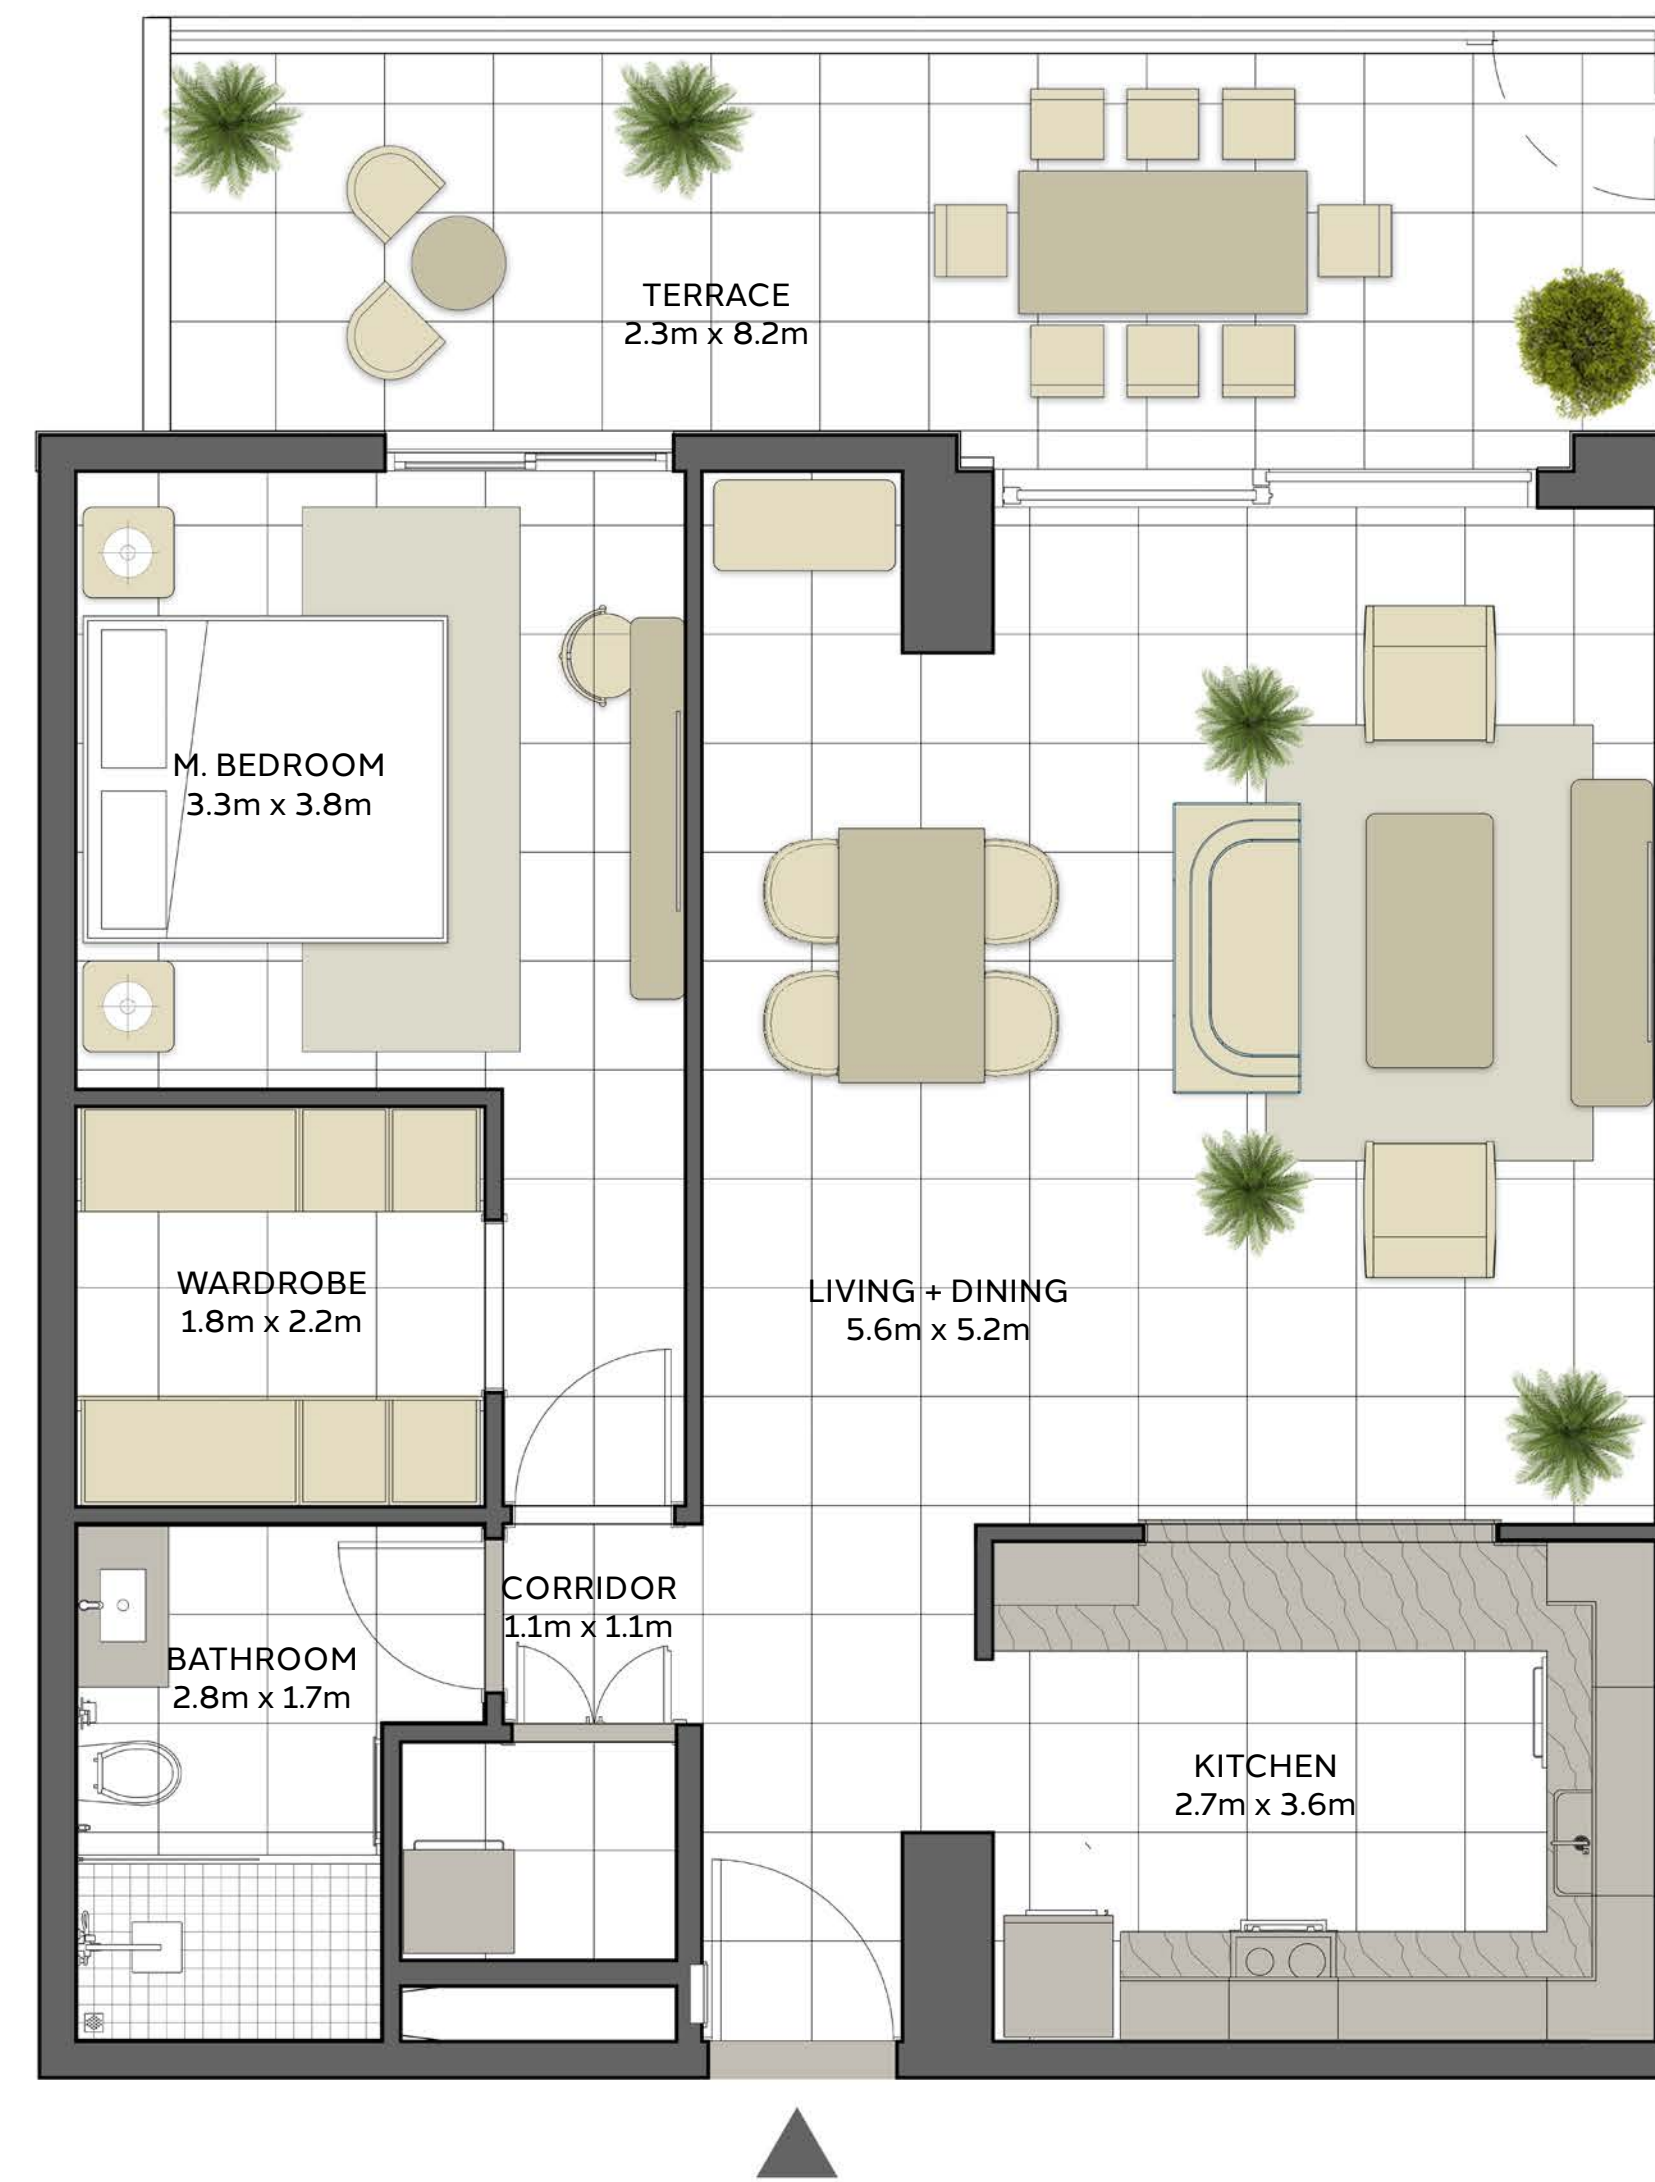 TERRACE
2.3m x 8.2m
M. BEDROOM
3.3m x 3.8m
WARDROBE
1.8m x 2.2m
LIVING + DINING
5.6m x 5.2m
CORRIDOR
1.1m x 1.1m
BATHROOM
2.8m x 1.7m
KITCHEN
2.7m x 3.6m